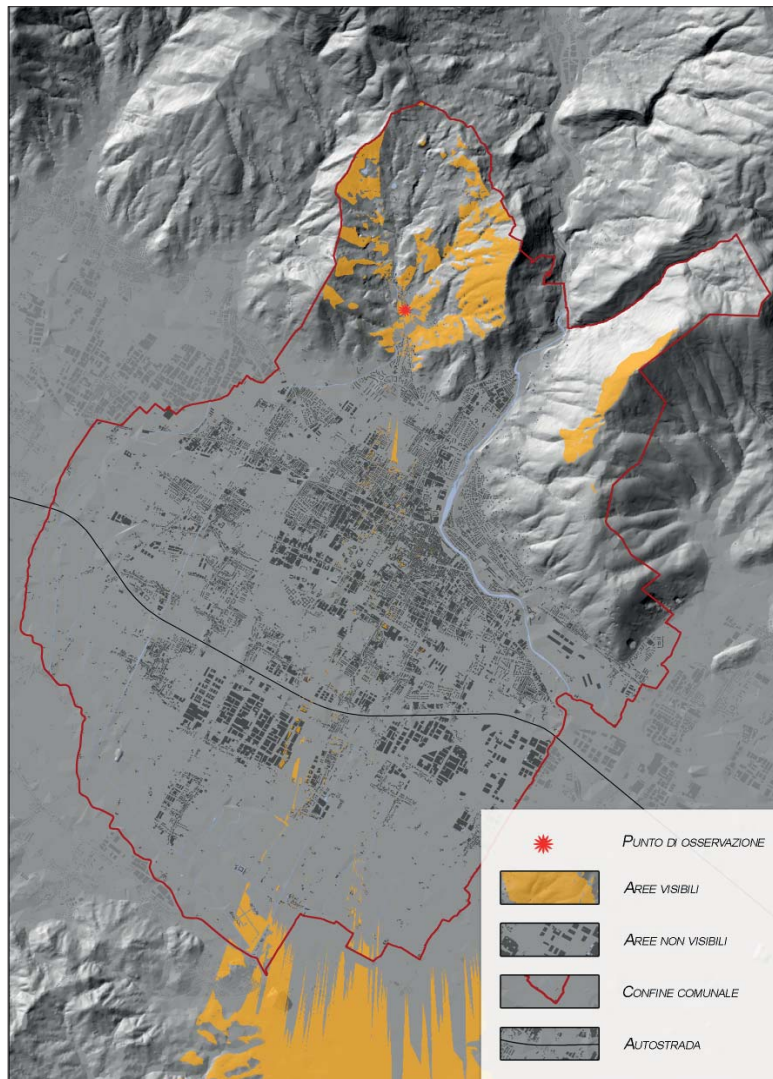 PUNTO DI OSSERVAZIONE
AREE VISIBILI
AREE NON VISIBILI
CONFINE COMUNALE
AUTOSTRADA